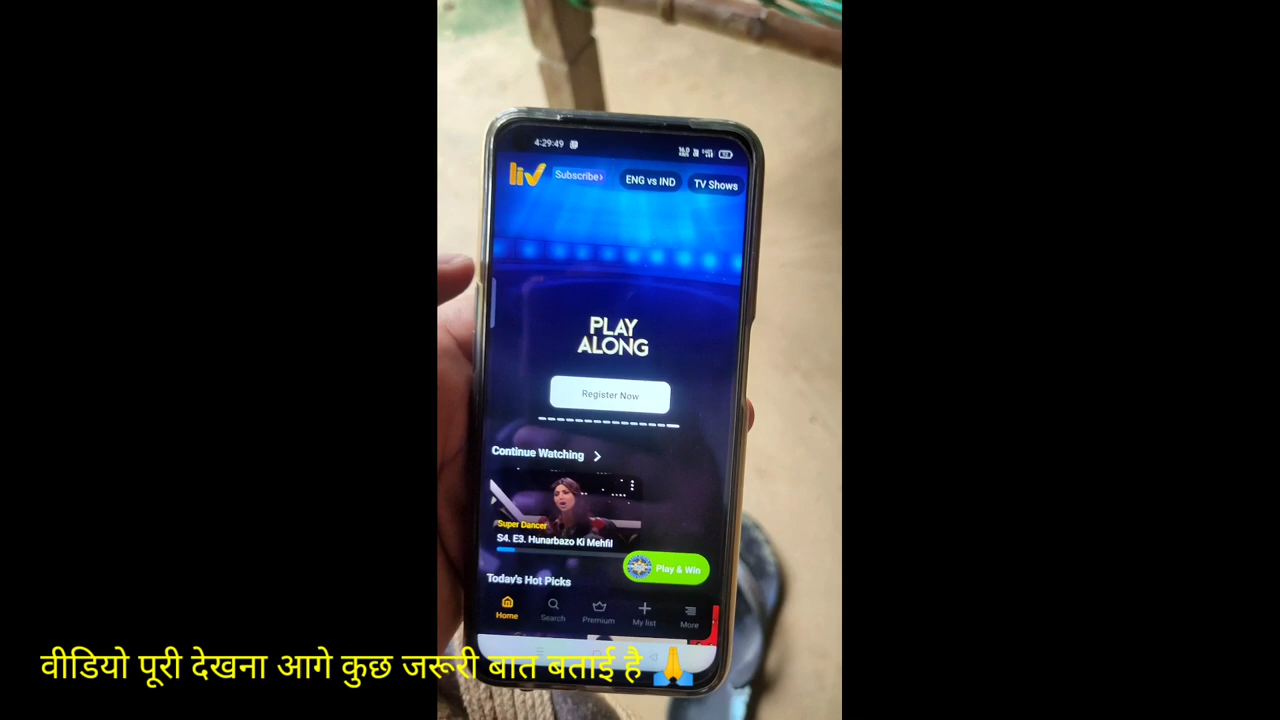 4:29:49
liv
Subscribe›
ENG vs IND
TV Shows
PLAY
ALONG
Register Now
Continue Watching
Super Dancer
S4. E3. Hunarbazo Ki Mehfil
Play & Win
Today's Hot Picks
Home
Search
Premium
My list
More
वीडियो पूरी देखना आगे कुछ जरूरी बात बताई है 🙏